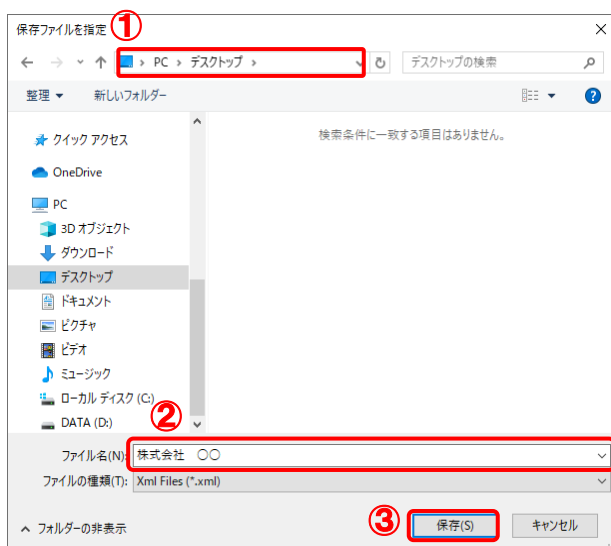 保存ファイルを指定 ①
PC › デスクトップ ›
デスクトップの検索
整理 新しいフォルダー
クイック アクセス
検索条件に一致する項目はありません。
OneDrive
PC
3D オブジェクト
ダウンロード
デスクトップ
ドキュメント
ピクチャ
ビデオ
ミュージック
ローカル ディスク (C:)
DATA (D:)
②
ファイル名(N): 株式会社 〇〇
ファイルの種類(T): Xml Files (*.xml)
フォルダーの非表示
③
保存(S)
キャンセル